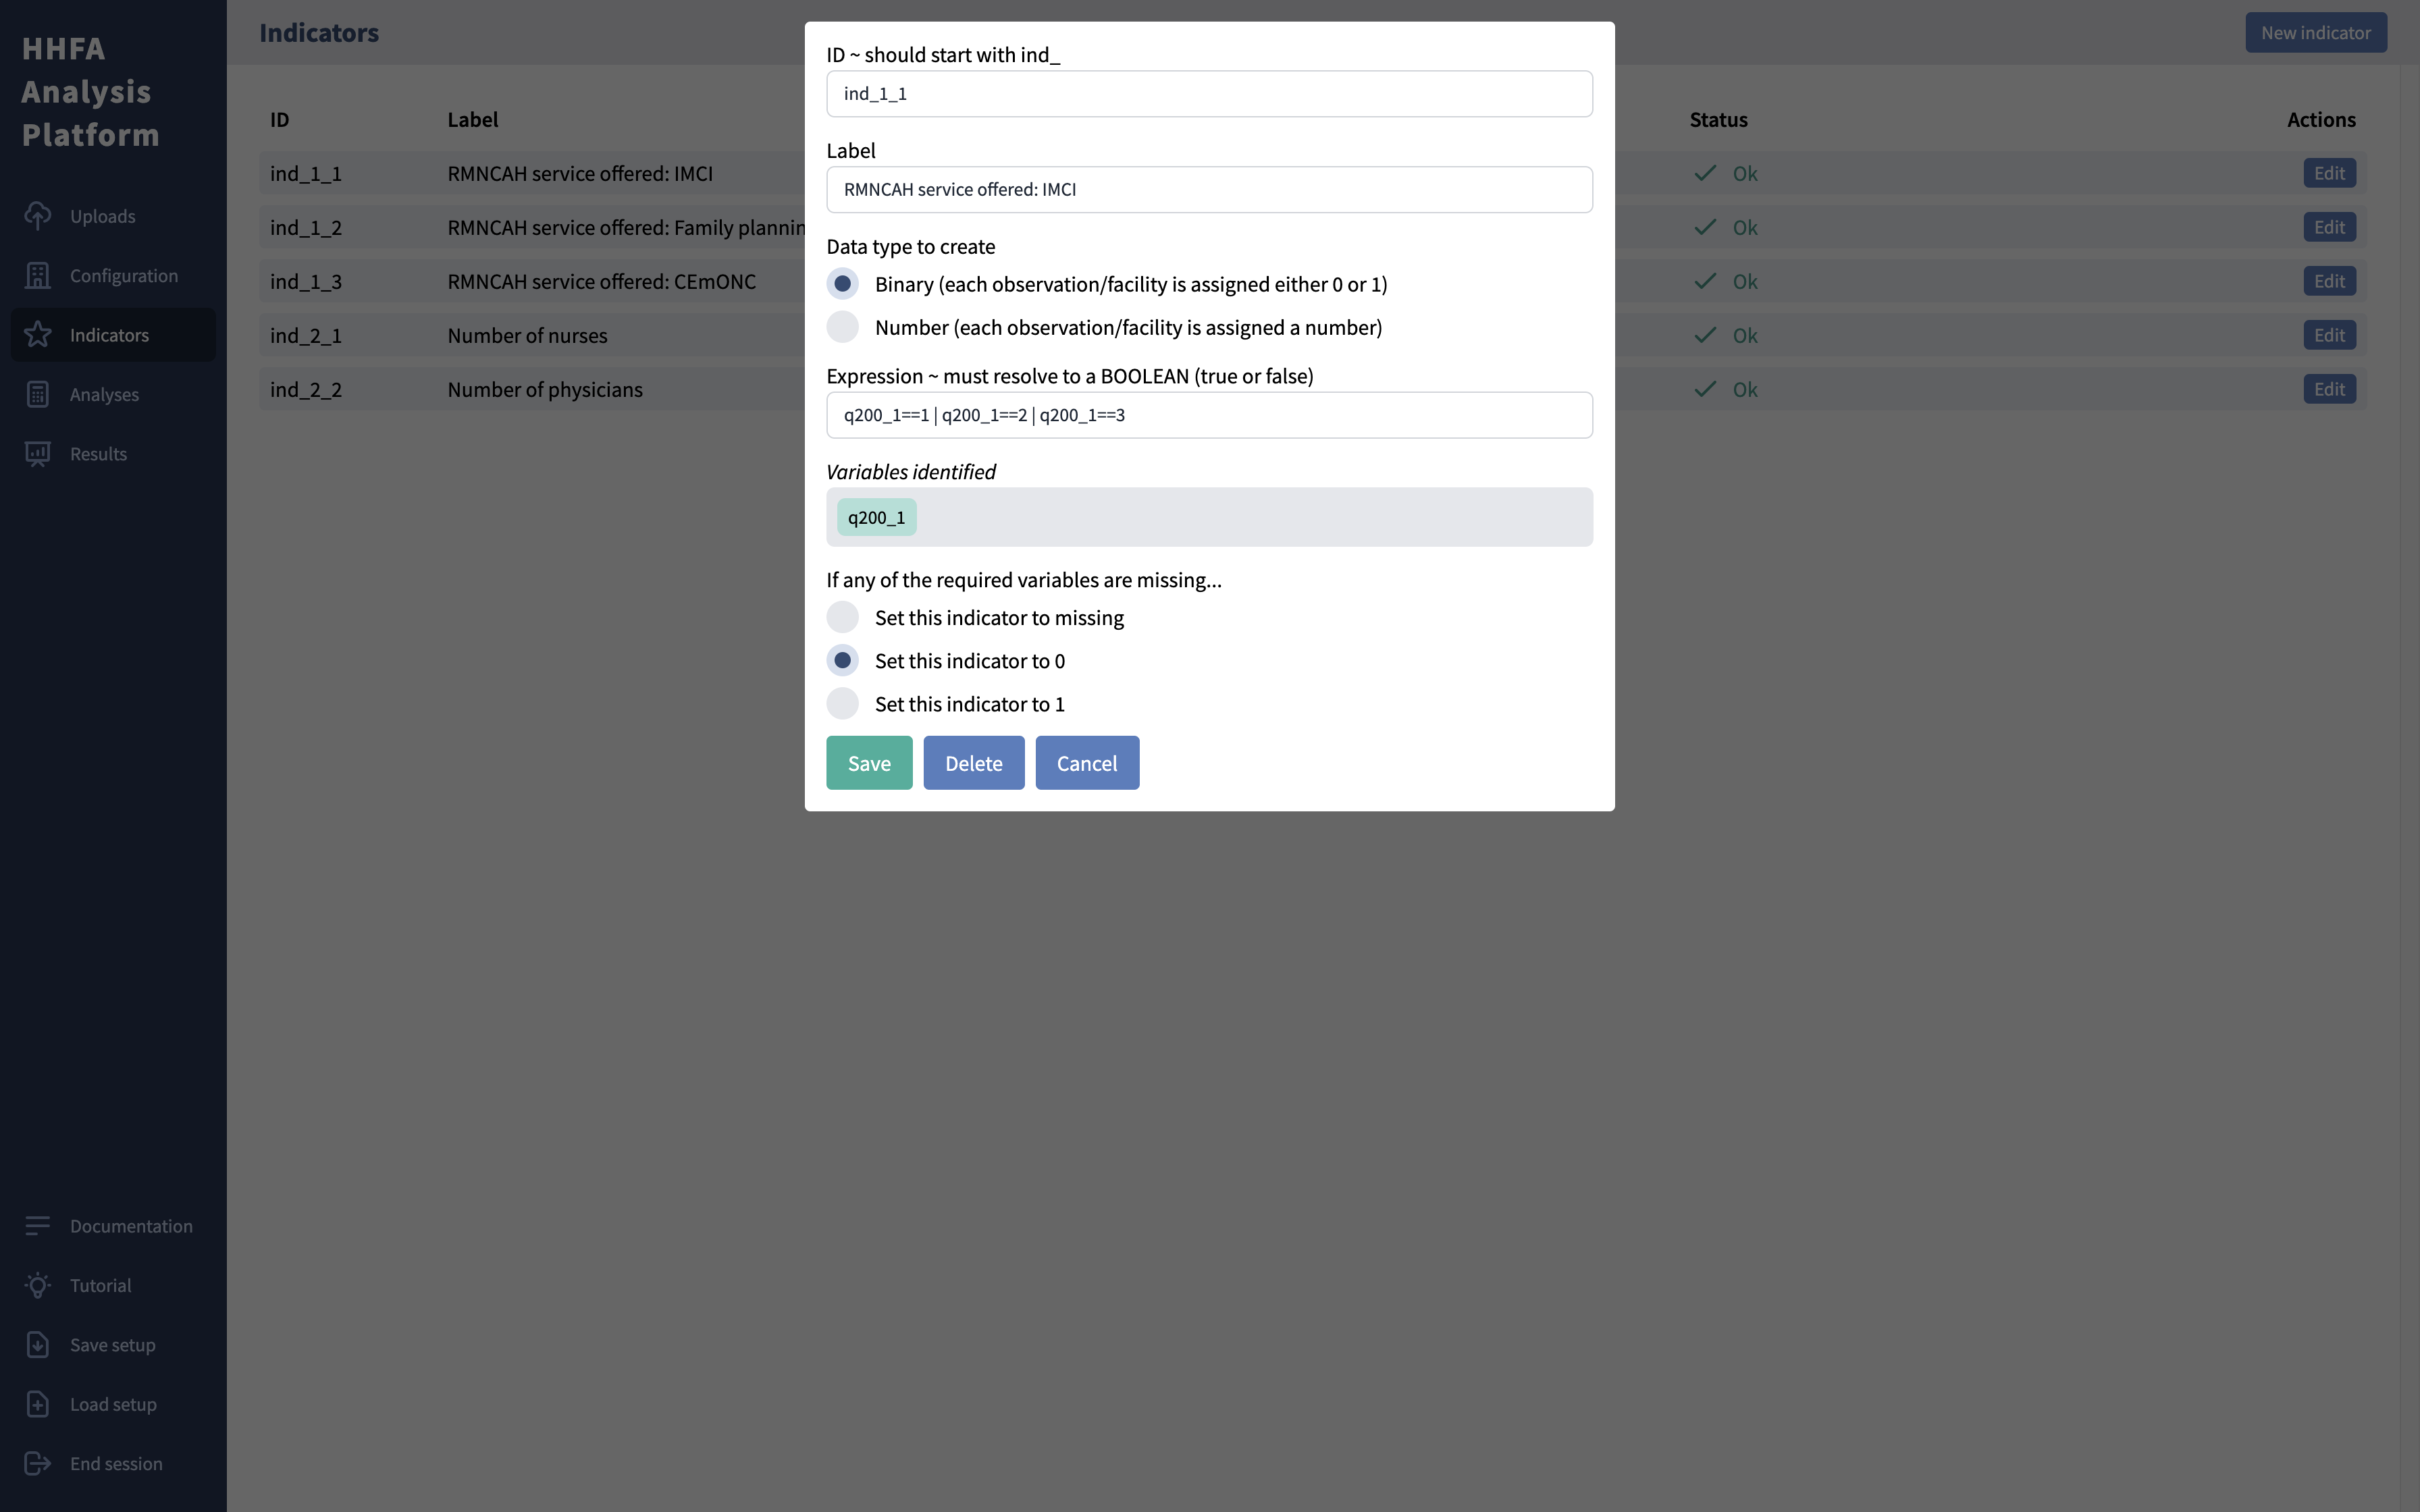 HHFA
Analysis
Platform
Uploads
Configuration
Indicators
Analyses
Results
Documentation
Tutorial
Save setup
Load setup
End session
Indicators
New indicator
ID Label Status Actions
ind_1_1 RMNCAH service offered: IMCI Ok Edit
ind_1_2 RMNCAH service offered: Family plannin Ok Edit
ind_1_3 RMNCAH service offered: CEmONC Ok Edit
ind_2_1 Number of nurses Ok Edit
ind_2_2 Number of physicians Ok Edit
ID ~ should start with ind_
ind_1_1
Label
RMNCAH service offered: IMCI
Data type to create
Binary (each observation/facility is assigned either 0 or 1)
Number (each observation/facility is assigned a number)
Expression ~ must resolve to a BOOLEAN (true or false)
q200_1==1 | q200_1==2 | q200_1==3
Variables identified
q200_1
If any of the required variables are missing...
Set this indicator to missing
Set this indicator to 0
Set this indicator to 1
Save Delete Cancel